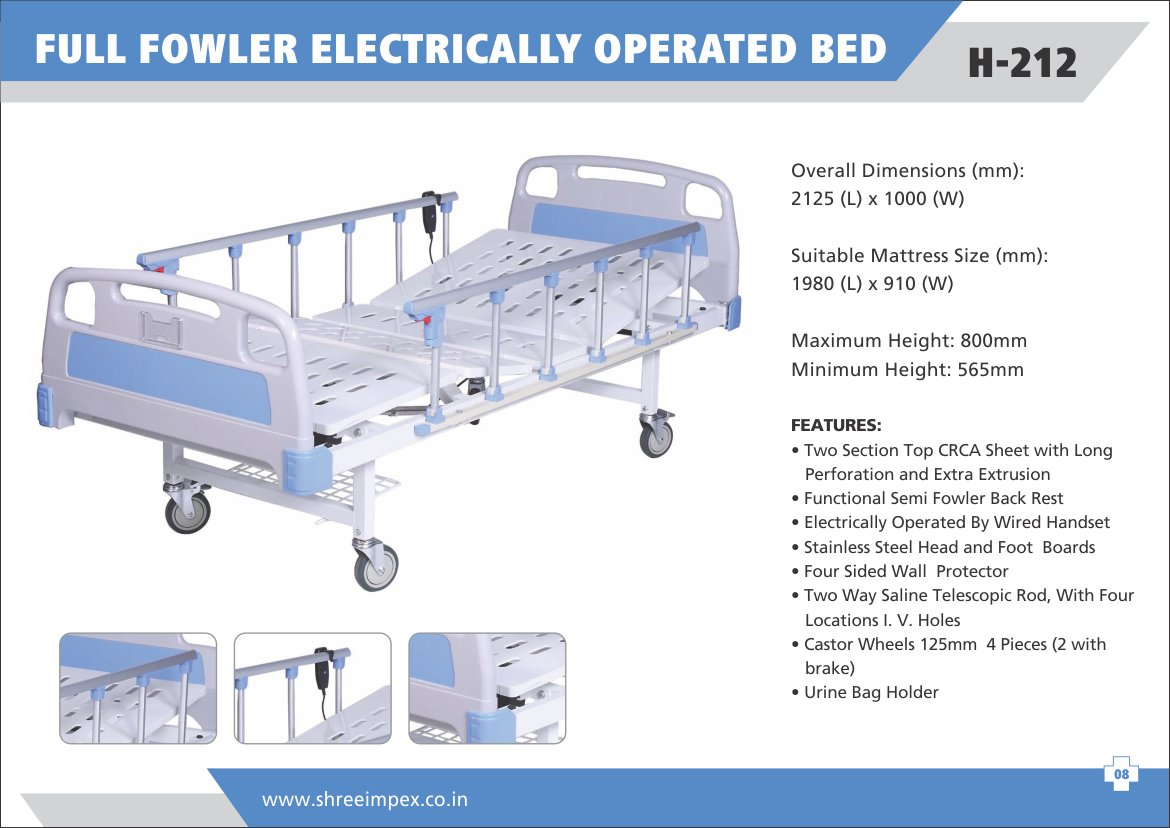 FULL FOWLER ELECTRICALLY OPERATED BED
H-212
Overall Dimensions (mm):
2125 (L) x 1000 (W)
Suitable Mattress Size (mm):
1980 (L) x 910 (W)
Maximum Height: 800mm
Minimum Height: 565mm
FEATURES:
• Two Section Top CRCA Sheet with Long
Perforation and Extra Extrusion
• Functional Semi Fowler Back Rest
• Electrically Operated By Wired Handset
• Stainless Steel Head and Foot Boards
• Four Sided Wall Protector
• Two Way Saline Telescopic Rod, With Four
Locations I. V. Holes
• Castor Wheels 125mm 4 Pieces (2 with
brake)
• Urine Bag Holder
08
www.shreeimpex.co.in